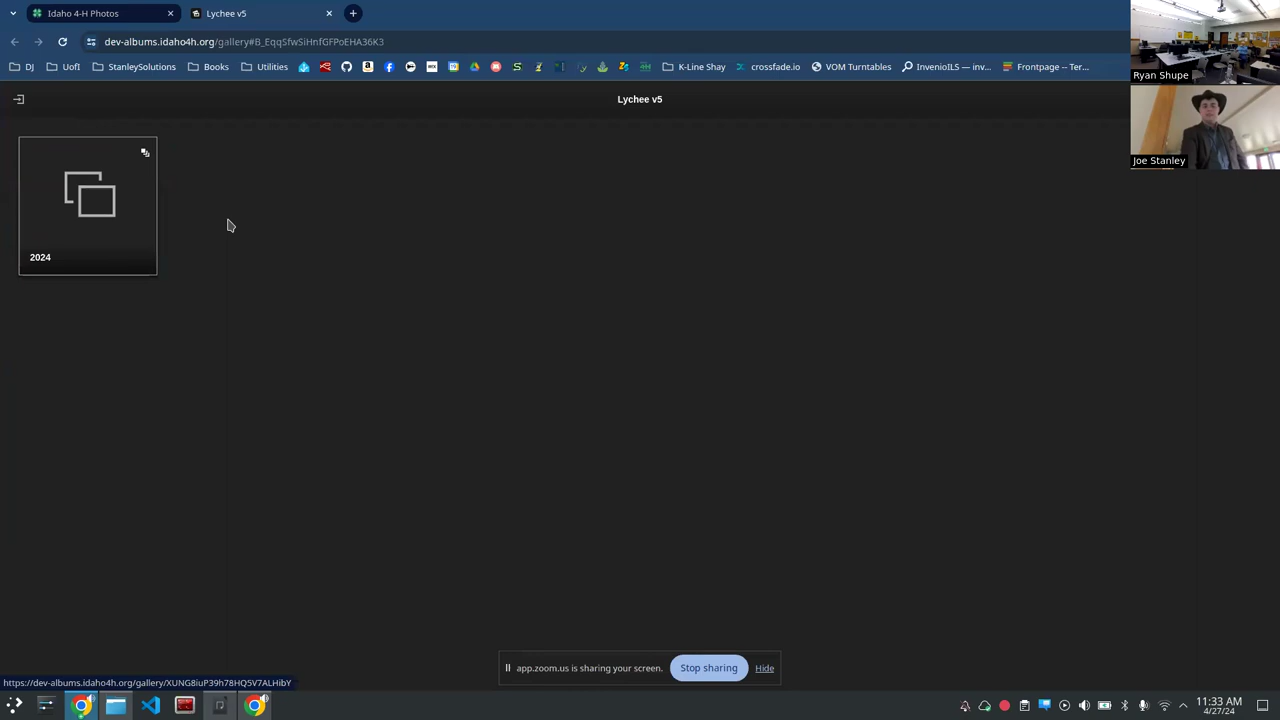 Idaho 4-H Photos
Lychee v5
dev-albums.idaho4h.org/gallery#B_EqqSfwSiHnfGFPoEHA36K3
DJ
UofI
StanleySolutions
Books
Utilities
K-Line Shay
crossfade.io
VOM Turntables
InvenioILS — inv...
Frontpage -- Ter...
Ryan Shupe
Lychee v5
Joe Stanley
2024
app.zoom.us is sharing your screen.
Stop sharing
Hide
https://dev-albums.idaho4h.org/gallery/XUNG8iuP39h78HQ5V7ALHibY
11:33 AM
4/27/24